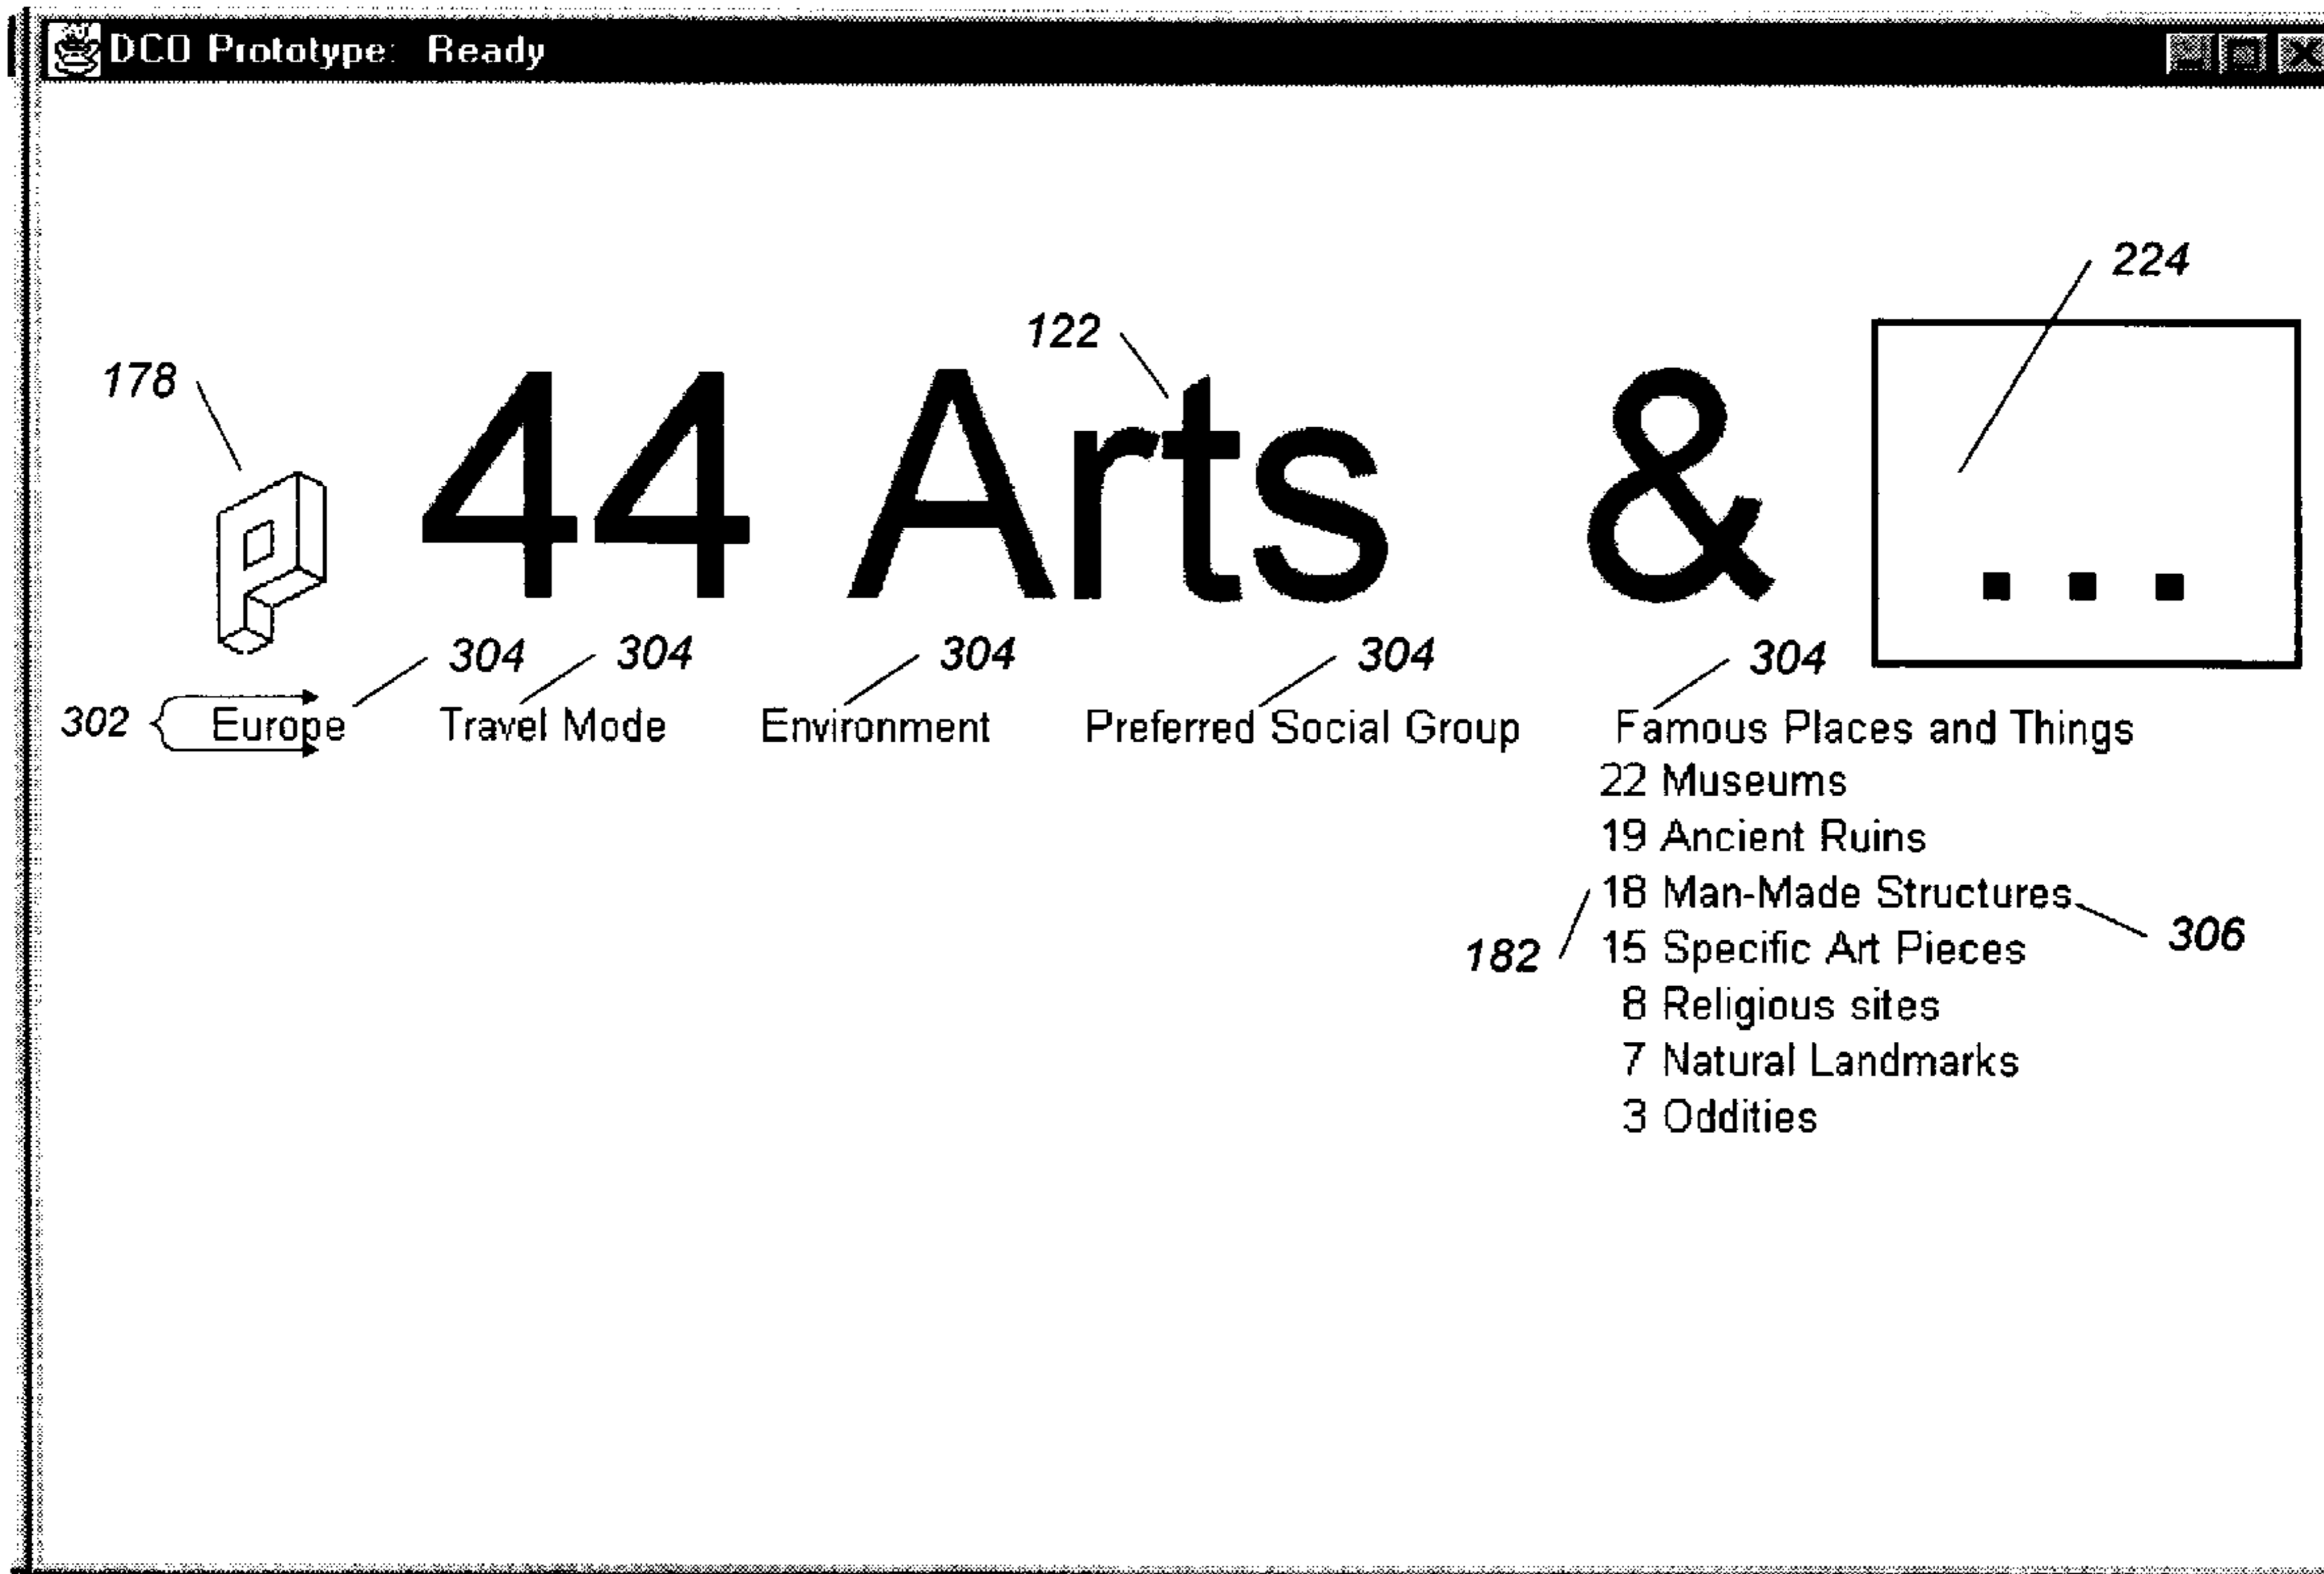 DCO Prototype: Ready
224
122
178
44 Arts & ...
304 304 304 304 304
302 Europe Travel Mode Environment Preferred Social Group Famous Places and Things
22 Museums
19 Ancient Ruins
18 Man-Made Structures
306
182 15 Specific Art Pieces
8 Religious sites
7 Natural Landmarks
3 Oddities